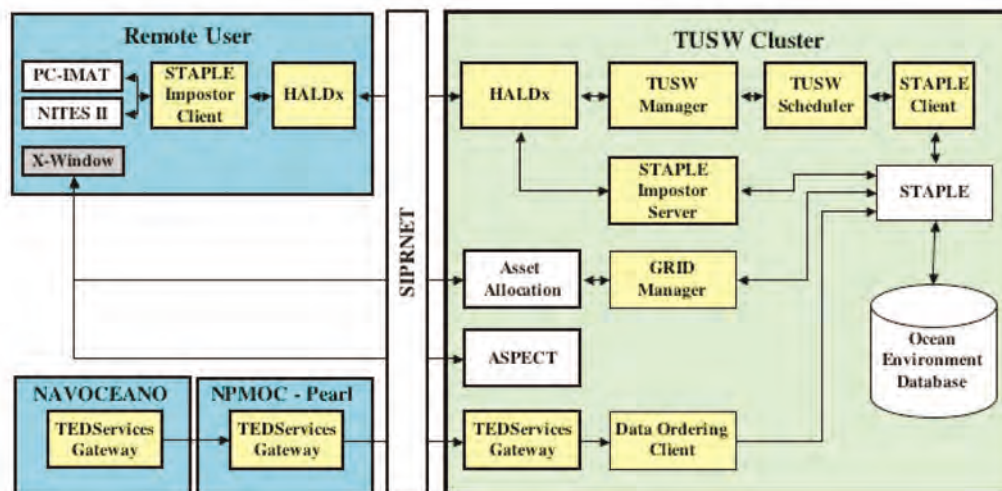 Remote User
PC-IMAT
NITES II
STAPLE
Impostor
Client
HALDx
X-Window
SIPRNET
TUSW Cluster
HALDx
TUSW
Manager
TUSW
Scheduler
STAPLE
Client
STAPLE
Impostor
Server
STAPLE
Asset
Allocation
GRID
Manager
ASPECT
Ocean
Environment
Database
NAVOCEANO
TEDServices
Gateway
NPMOC - Pearl
TEDServices
Gateway
TEDServices
Gateway
Data Ordering
Client